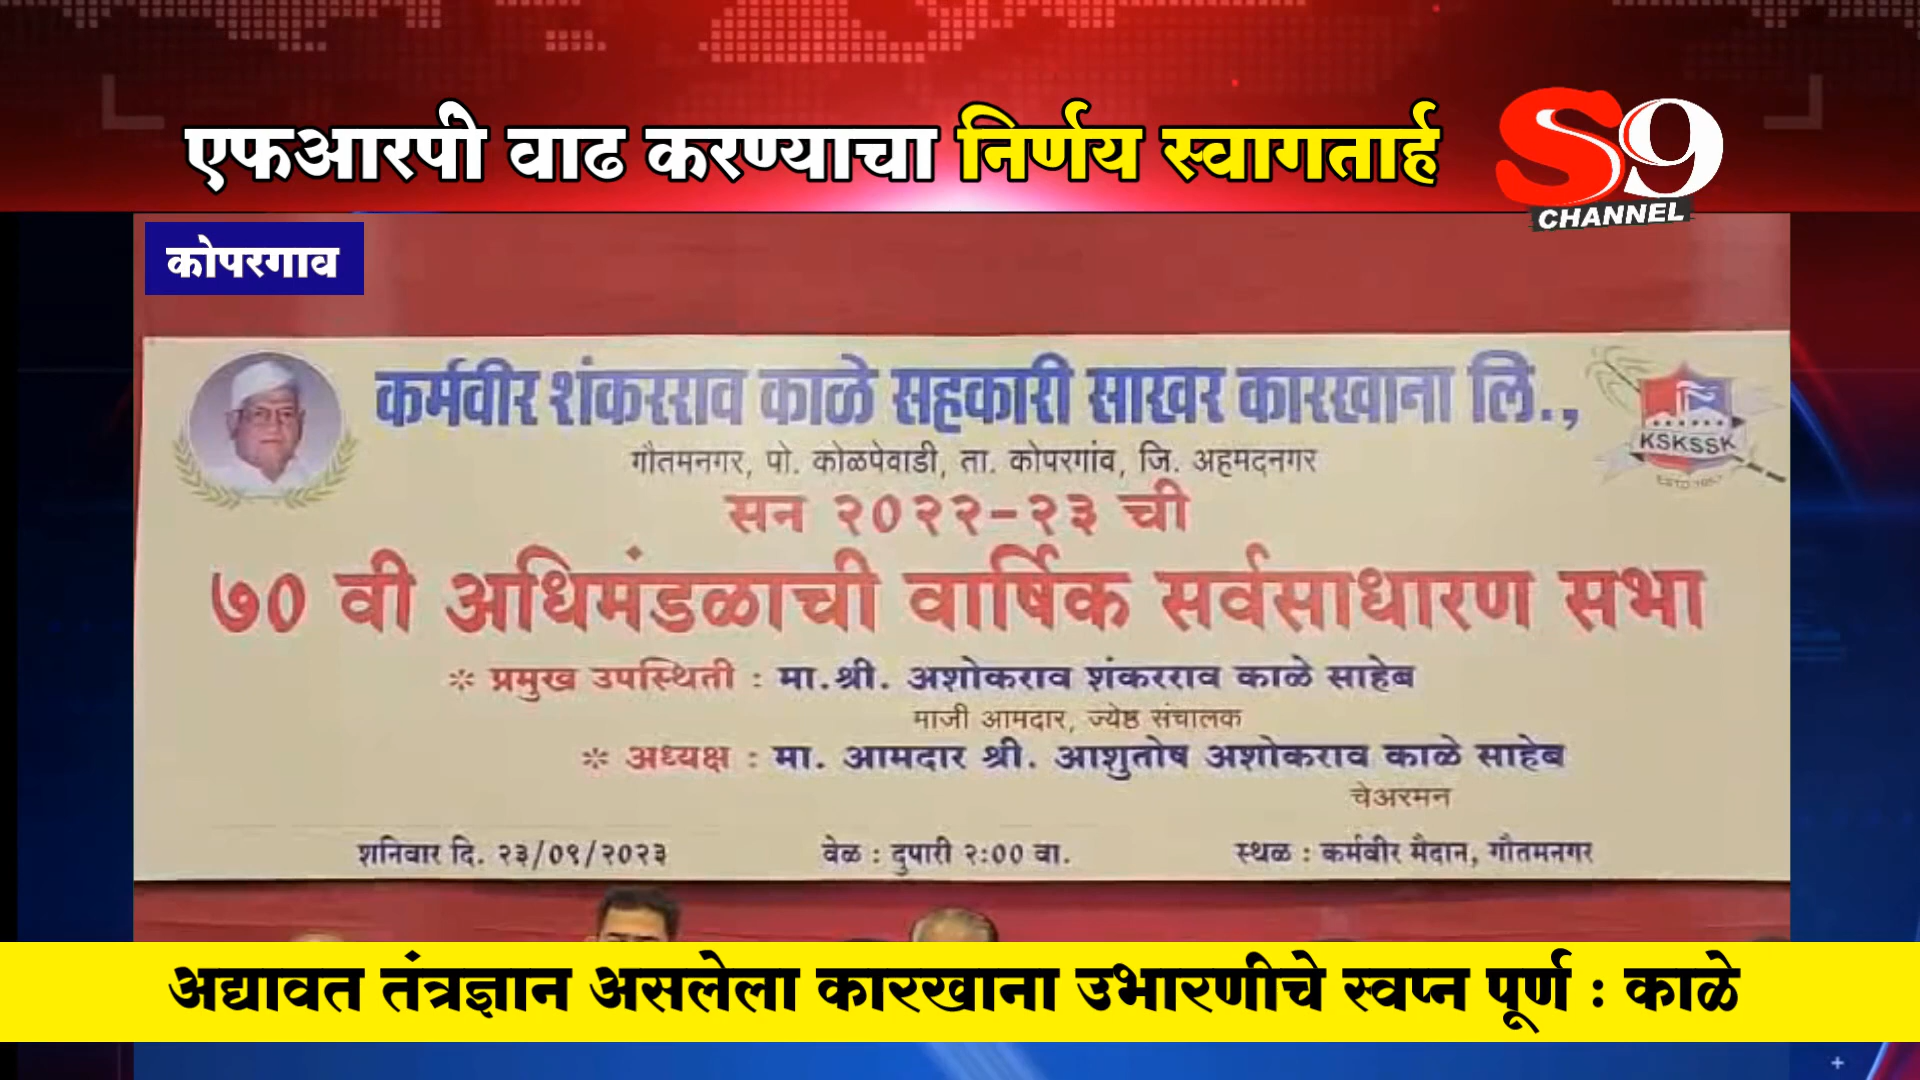 एफआरपी वाढ करण्याचा निर्णय स्वागतार्ह
S9
CHANNEL
कोपरगाव
कर्मवीर शंकरराव काळे सहकारी साखर कारखाना लि.,
गौतमनगर, पो. कोळपेवाडी, ता. कोपरगांव, जि. अहमदनगर
KSKSSK
सन २०२२-२३ ची
७० वी अधिमंडळाची वार्षिक सर्वसाधारण सभा
❊ प्रमुख उपस्थिती : मा.श्री. अशोकराव शंकरराव काळे साहेब
माजी आमदार, ज्येष्ठ संचालक
❊ अध्यक्ष : मा. आमदार श्री. आशुतोष अशोकराव काळे साहेब
चेअरमन
शनिवार दि. २३/०९/२०२३ वेळ : दुपारी २:00 वा. स्थळ : कर्मवीर मैदान, गौतमनगर
अद्यावत तंत्रज्ञान असलेला कारखाना उभारणीचे स्वप्न पूर्ण : काळे